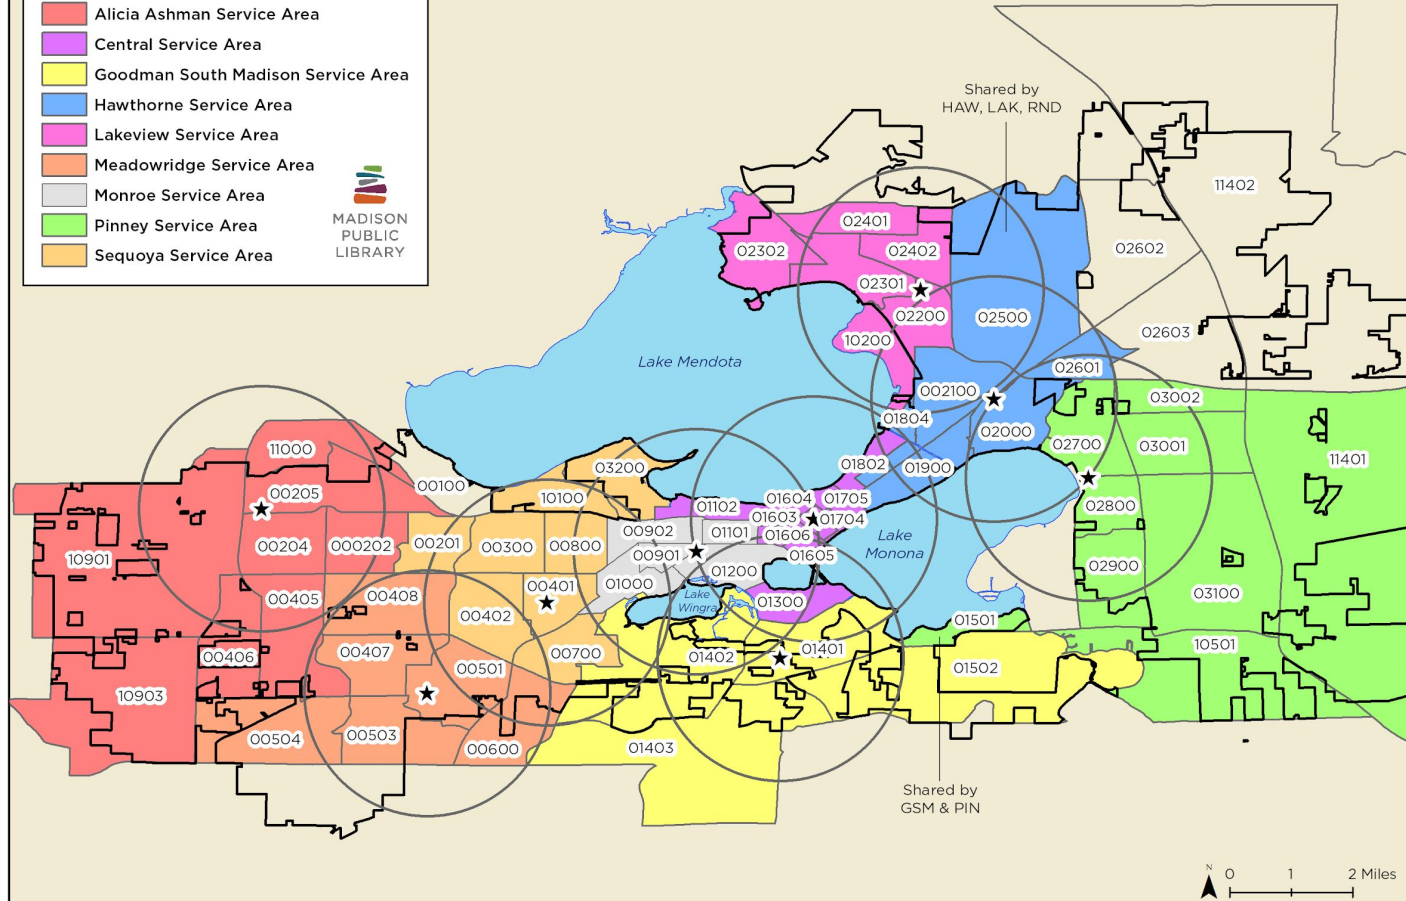 Alicia Ashman Service Area
Central Service Area
Goodman South Madison Service Area
Hawthorne Service Area
Lakeview Service Area
Meadowridge Service Area
Monroe Service Area
Pinney Service Area
Sequoya Service Area
MADISON
PUBLIC
LIBRARY
Shared by
HAW, LAK, RND
11402
02401
02302
02402
02602
02301
02200
02500
02603
10200
Lake Mendota
02601
002100
03002
01804
02000
02700
03001
11000
11401
01802
01900
03200
00100
00205
10100
01604
01705
01102
02800
01603
01704
00902
01101
01606
Lake
Monona
00204
000202
00201
00300
00800
10901
00901
01605
02900
01200
01000
00401
03100
00405
00408
Lake
Wingra
01300
00402
01501
10501
00406
00407
00700
01402
01401
00501
01502
10903
00504
00503
00600
01403
Shared by
GSM & PIN
N
0 1 2 Miles